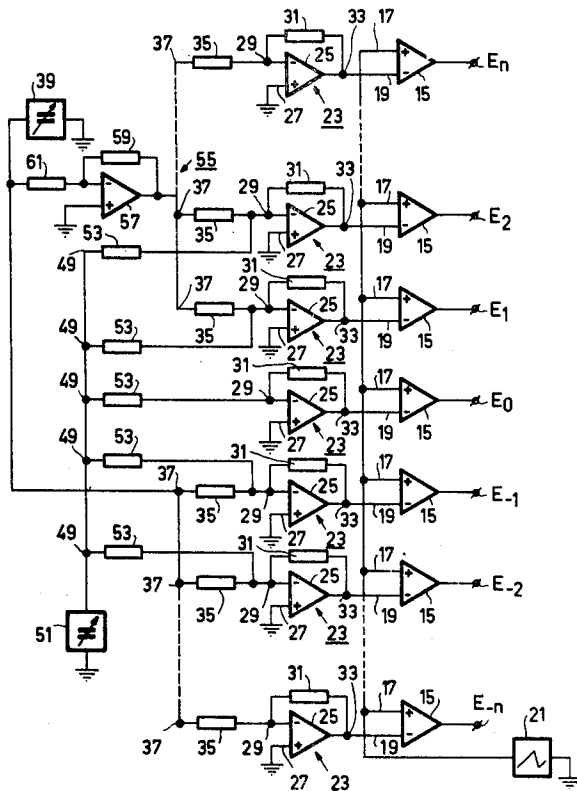 31 33 17
37 35 29 25 En
39 27 23 19 15
59
61 55 31 17
37 29 25 33 E2
57 53 35 27 23 19 15
49 37 31 29 25 17 E1
35 27 33 23 19 15
49 53
49 53 31 29 25 17 E0
49 53 27 33 23 19 15
37 31 25 17 E-1
35 29 27 33 23 19 15
49 53 31 25 17 E-2
37 35 29 27 33 23 19 15
51
31 33 17 15 E-n
37 35 29 25 19 21
27 23